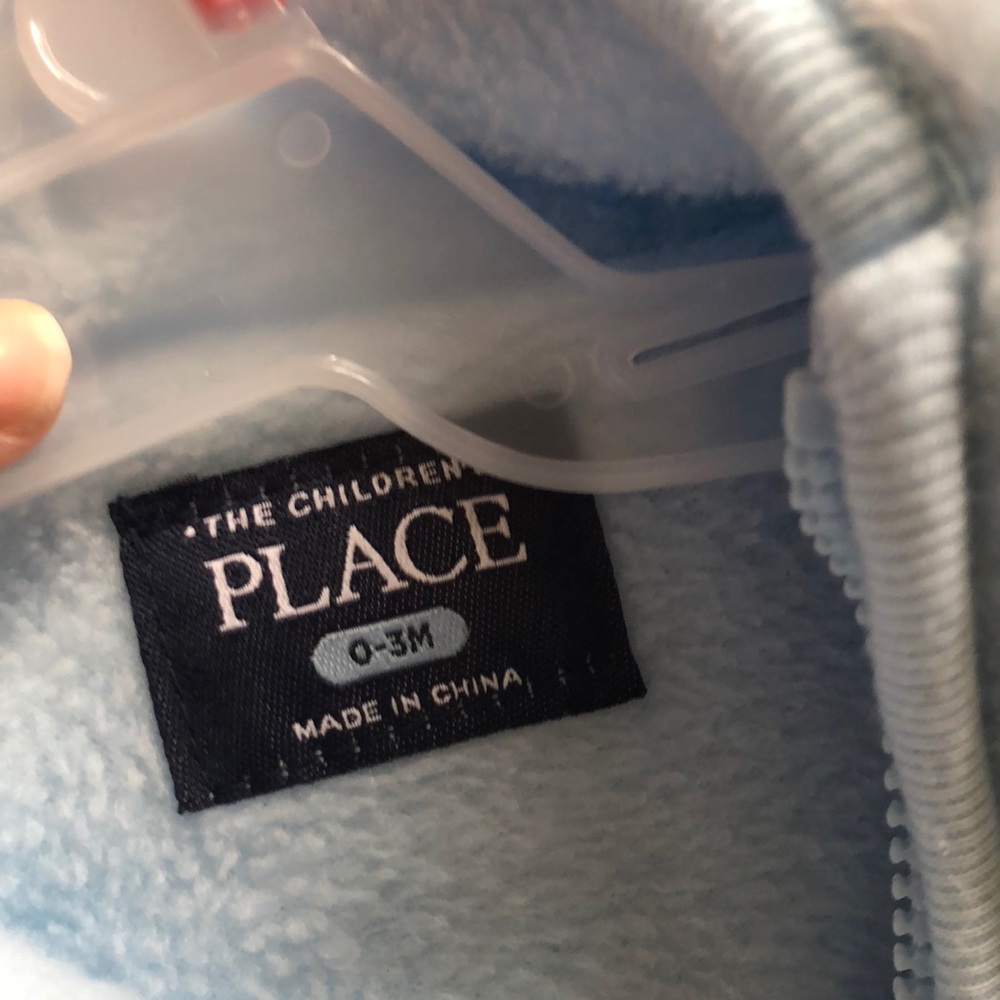 •THE CHILDREN'
PLACE
0-3M
MADE IN CHINA